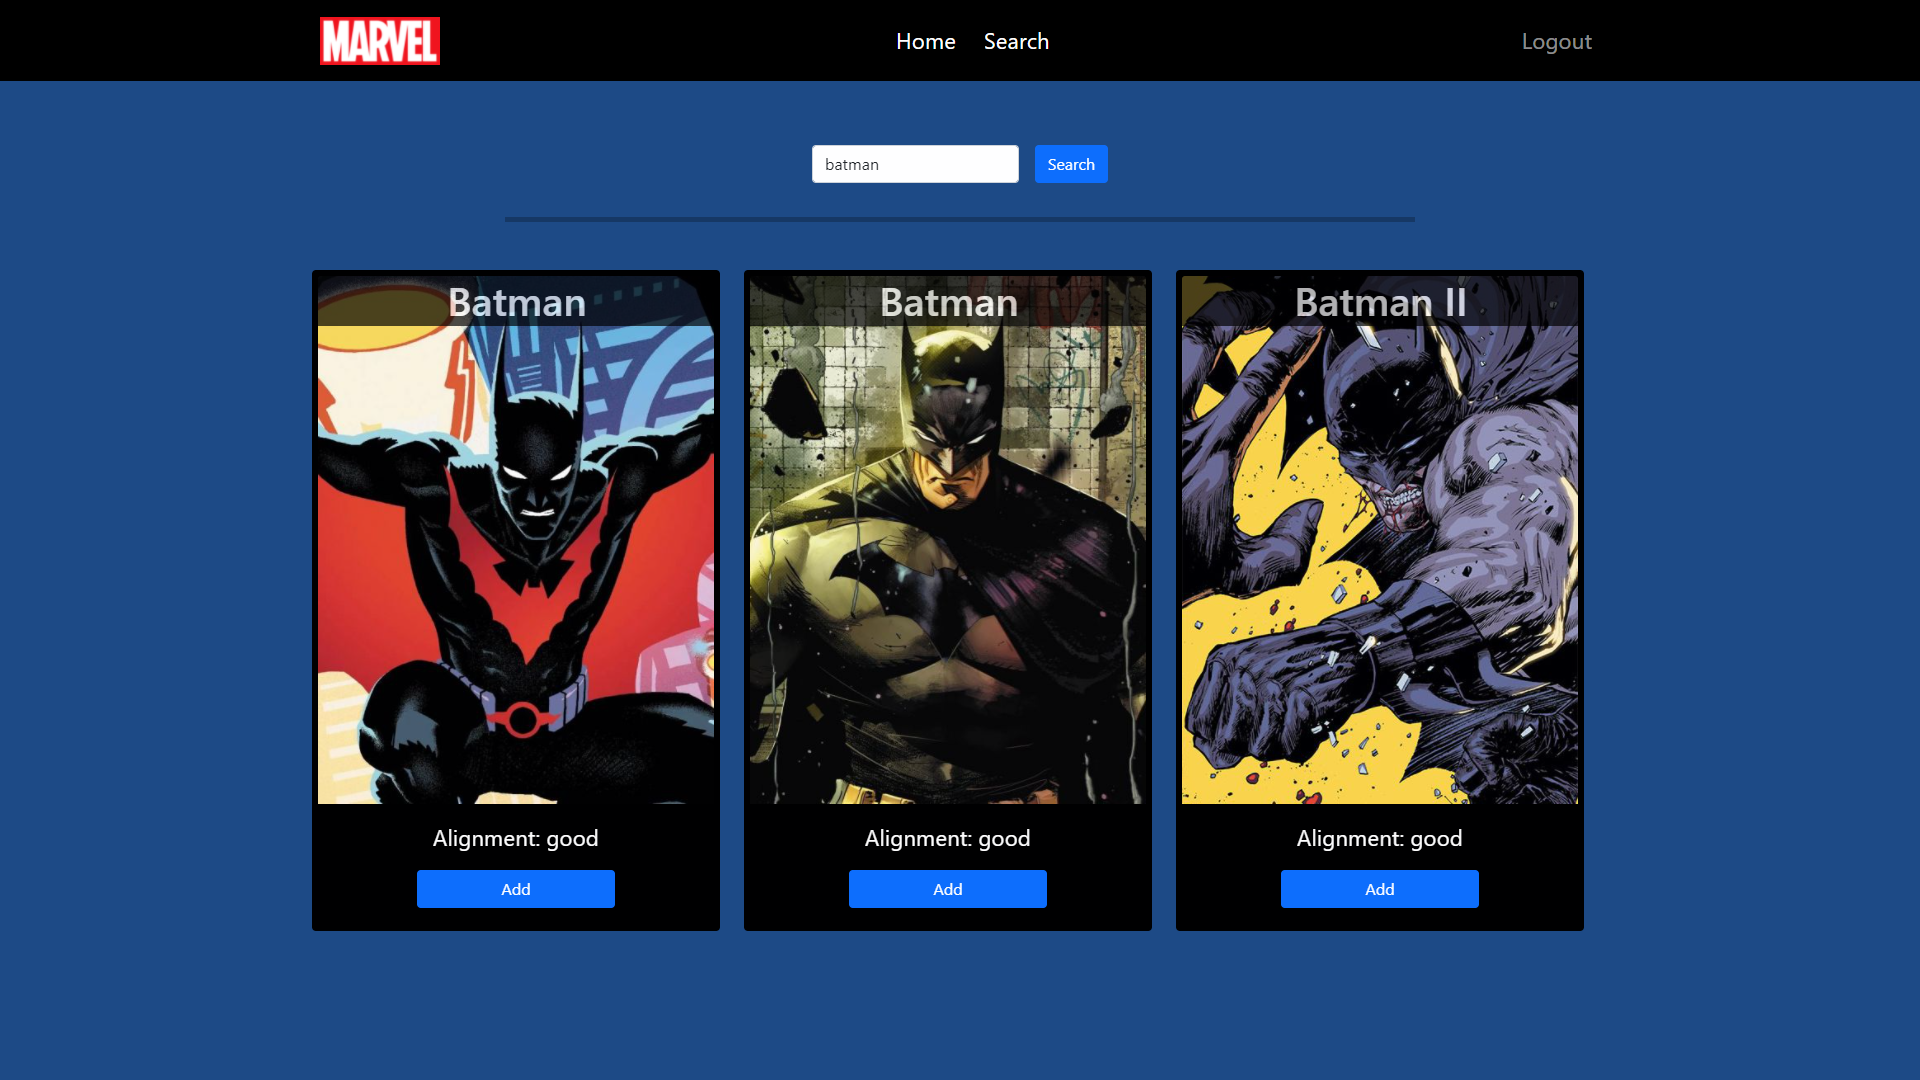 MARVEL
Home
Search
Logout
batman
Search
Batman
Batman
Batman II
Alignment: good
Alignment: good
Alignment: good
Add
Add
Add